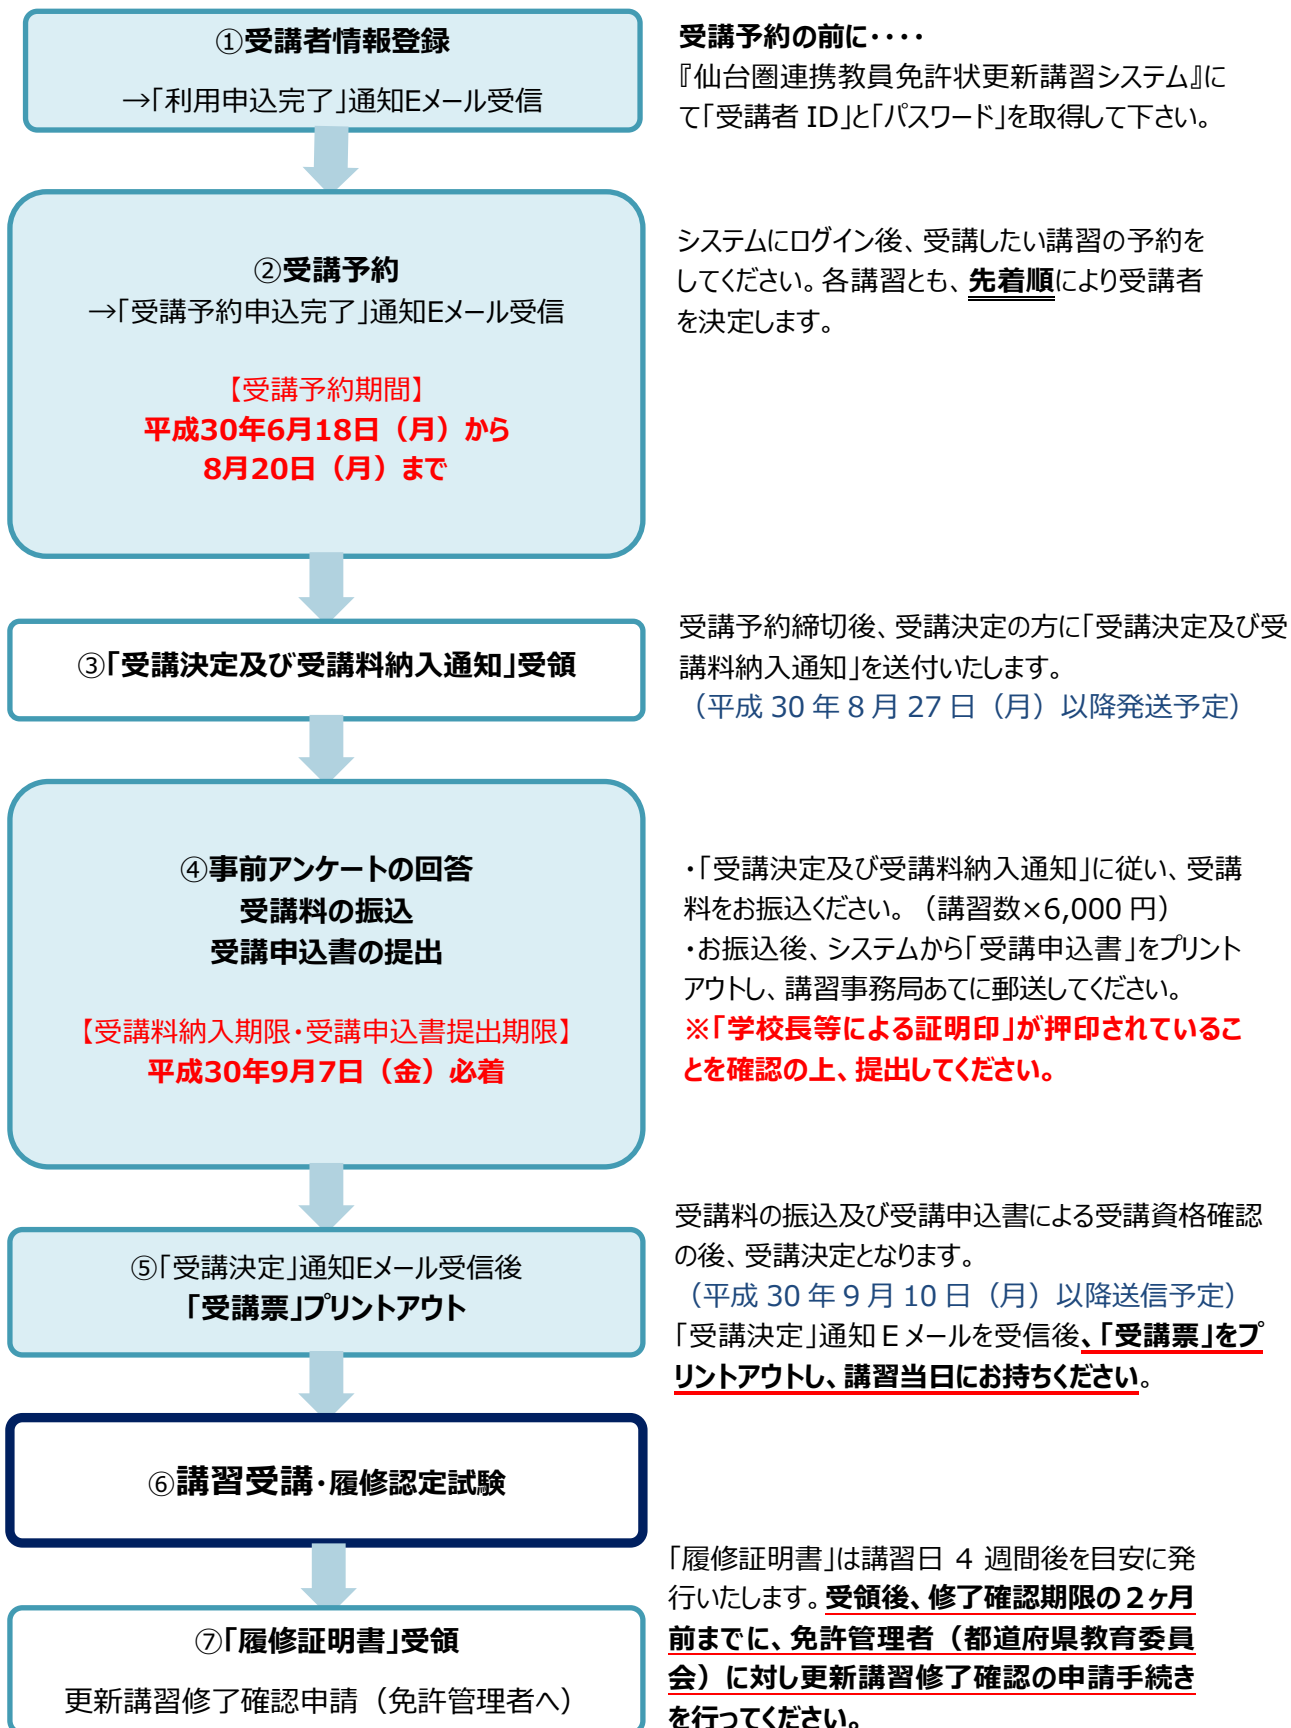 ①受講者情報登録
→「利用申込完了」通知Eメール受信
受講予約の前に・・・・
『仙台圏連携教員免許状更新講習システム』に
て「受講者 ID」と「パスワード」を取得して下さい。
②受講予約
→「受講予約申込完了」通知Eメール受信
【受講予約期間】
平成30年6月18日（月）から
8月20日（月）まで
システムにログイン後、受講したい講習の予約を
してください。各講習とも、先着順により受講者
を決定します。
③「受講決定及び受講料納入通知」受領
受講予約締切後、受講決定の方に「受講決定及び受
講料納入通知」を送付いたします。
（平成 30 年 8 月 27 日（月）以降発送予定）
④事前アンケートの回答
受講料の振込
受講申込書の提出
【受講料納入期限・受講申込書提出期限】
平成30年9月7日（金）必着
・「受講決定及び受講料納入通知」に従い、受講
料をお振込ください。（講習数×6,000 円）
・お振込後、システムから「受講申込書」をプリント
アウトし、講習事務局あてに郵送してください。
※「学校長等による証明印」が押印されているこ
とを確認の上、提出してください。
⑤「受講決定」通知Eメール受信後
「受講票」プリントアウト
受講料の振込及び受講申込書による受講資格確認
の後、受講決定となります。
（平成 30 年 9 月 10 日（月）以降送信予定）
「受講決定」通知 E メールを受信後、「受講票」をプ
リントアウトし、講習当日にお持ちください。
⑥講習受講・履修認定試験
「履修証明書」は講習日 4 週間後を目安に発
行いたします。受領後、修了確認期限の２ヶ月
前までに、免許管理者（都道府県教育委員
会）に対し更新講習修了確認の申請手続き
を行ってください。
⑦「履修証明書」受領
更新講習修了確認申請（免許管理者へ）